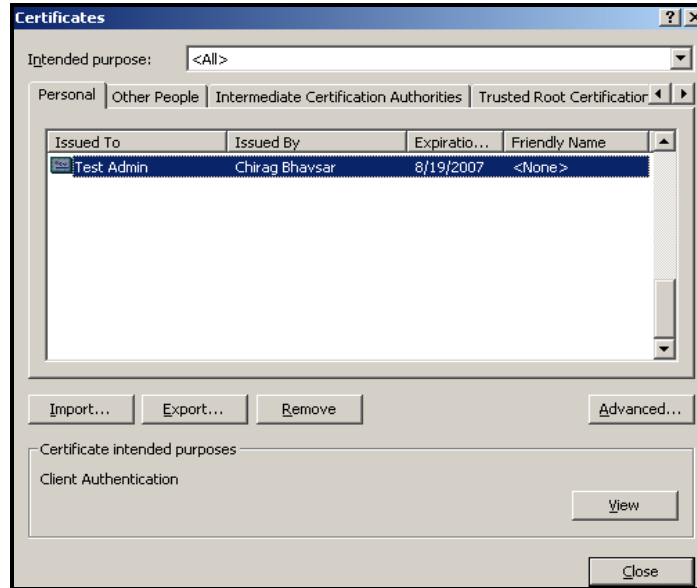 Certificates
Intended purpose: <All>
Personal Other People Intermediate Certification Authorities Trusted Root Certification
Issued To Issued By Expiratio... Friendly Name
Test Admin Chirag Bhavsar 8/19/2007 <None>
Import... Export... Remove Advanced...
Certificate intended purposes
Client Authentication
View
Close